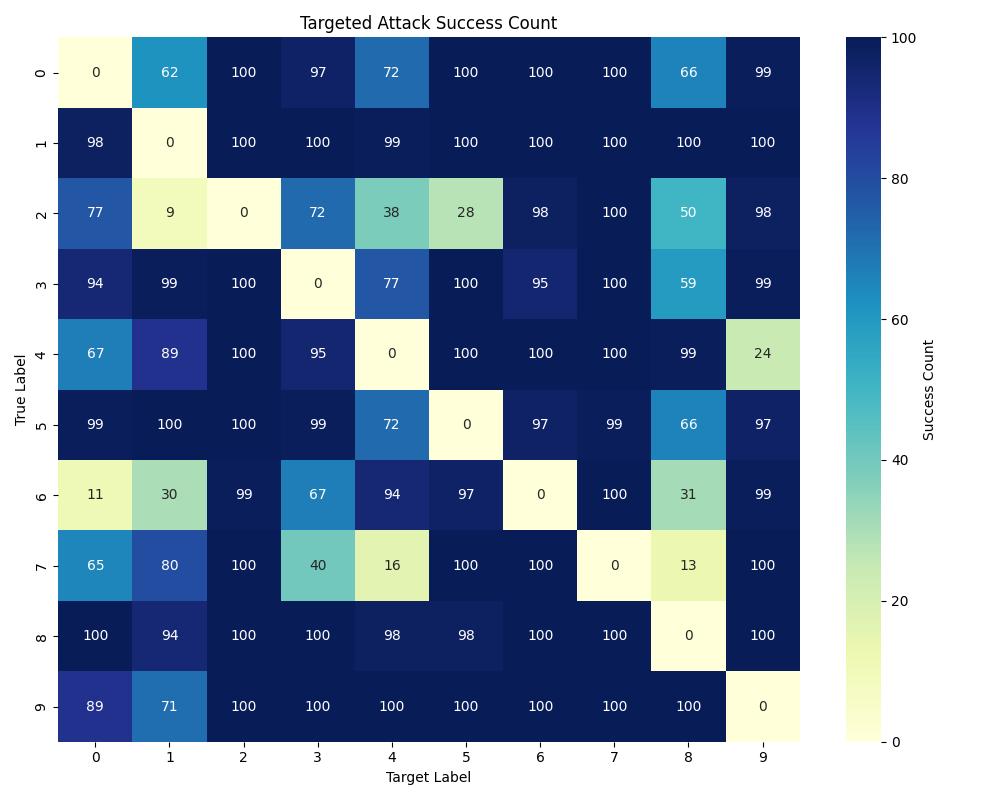 Targeted Attack Success Count
0 0 62 100 97 72 100 100 100 66 99
1 98 0 100 100 99 100 100 100 100 100
2 77 9 0 72 38 28 98 100 50 98
3 94 99 100 0 77 100 95 100 59 99
4 67 89 100 95 0 100 100 100 99 24
5 99 100 100 99 72 0 97 99 66 97
6 11 30 99 67 94 97 0 100 31 99
7 65 80 100 40 16 100 100 0 13 100
8 100 94 100 100 98 98 100 100 0 100
9 89 71 100 100 100 100 100 100 100 0
0 1 2 3 4 5 6 7 8 9
Target Label
True Label
100
80
60
40
20
0
Success Count